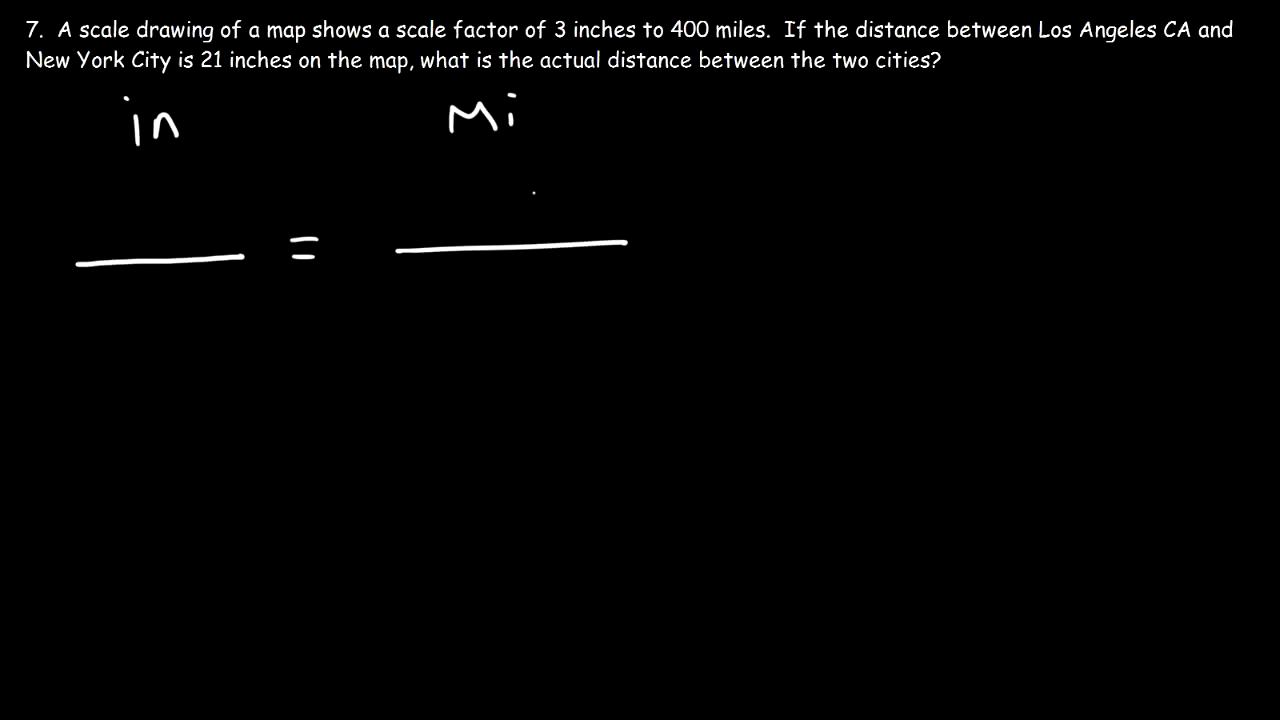 7. A scale drawing of a map shows a scale factor of 3 inches to 400 miles. If the distance between Los Angeles CA and
New York City is 21 inches on the map, what is the actual distance between the two cities?
in Mi
=